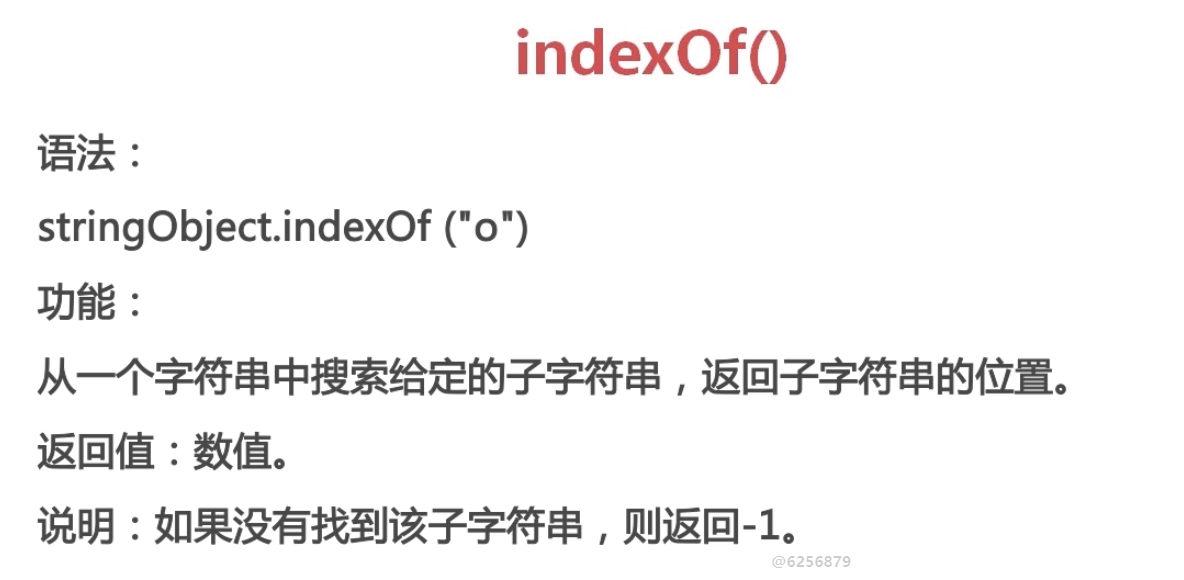 indexOf()
语法：
stringObject.indexOf ("o")
功能：
从一个字符串中搜索给定的子字符串，返回子字符串的位置。
返回值：数值。
说明：如果没有找到该子字符串，则返回-1。
@6256879